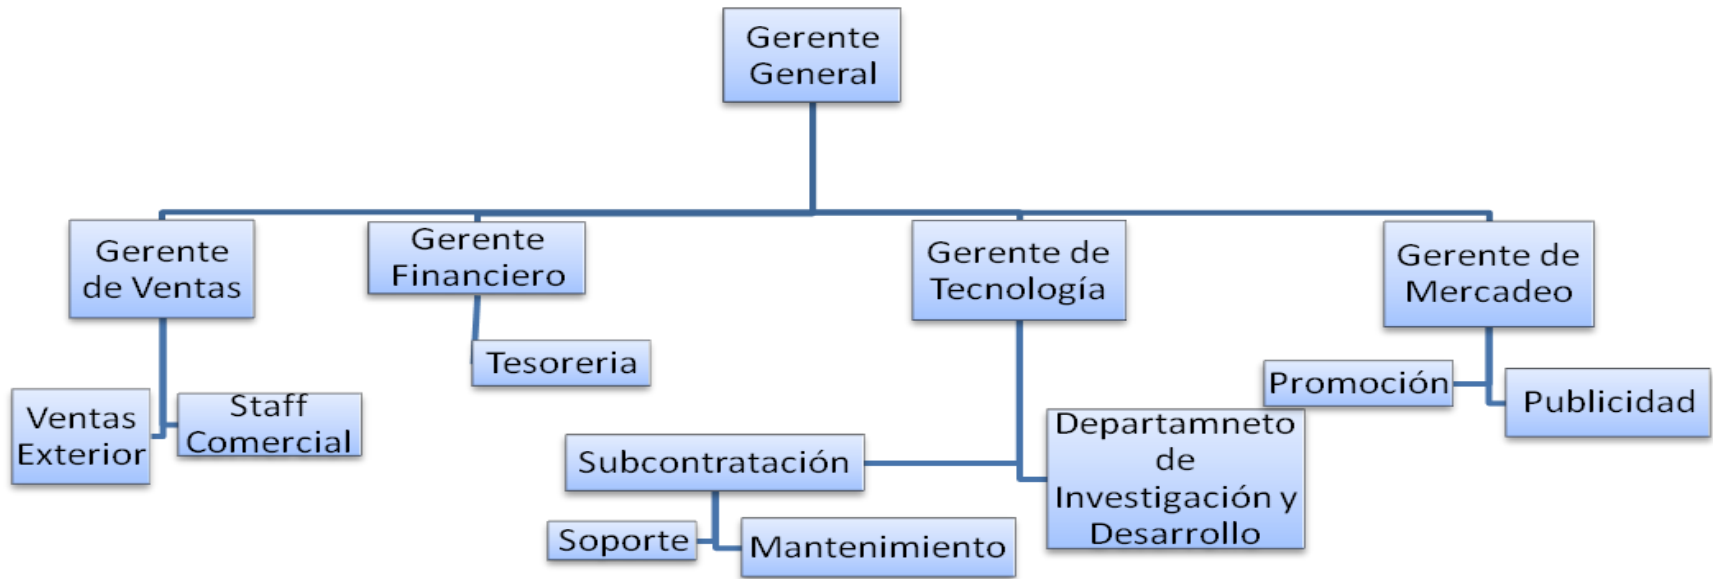 Gerente
General
Gerente
de Ventas
Gerente
Financiero
Gerente de
Tecnología
Gerente de
Mercadeo
Tesoreria
Ventas
Exterior
Staff
Comercial
Promoción
Publicidad
Subcontratación
Departamneto
de
Investigación y
Desarrollo
Soporte
Mantenimiento